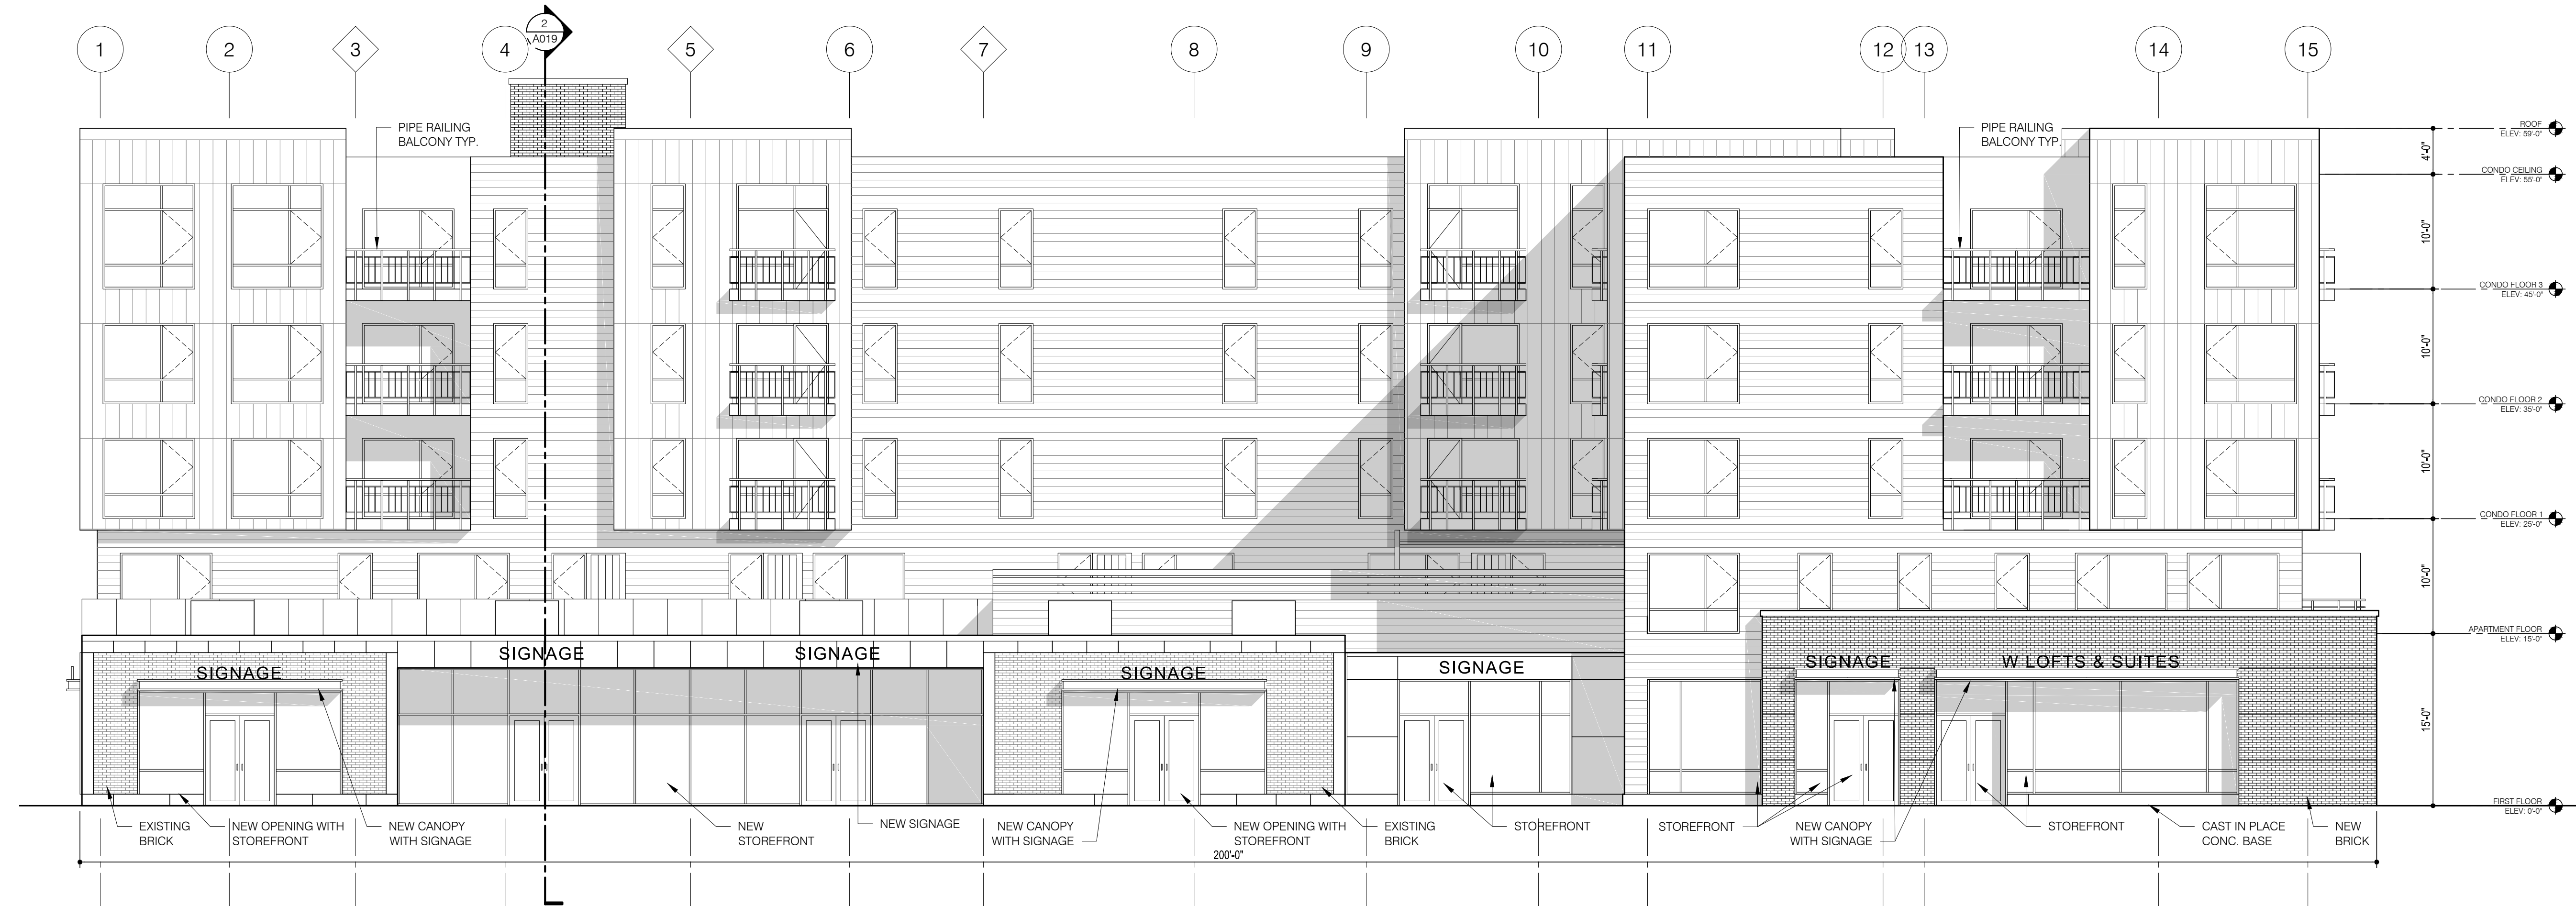 1 2 3 4 5 6 7 8 9 10 11 12 13 14 15
2
A019
PIPE RAILING
BALCONY TYP.
PIPE RAILING
BALCONY TYP.
ROOF
ELEV: 59'-0"
4'-0"
CONDO CEILING
ELEV: 55'-0"
10'-0"
CONDO FLOOR 3
ELEV: 45'-0"
10'-0"
CONDO FLOOR 2
ELEV: 35'-0"
10'-0"
CONDO FLOOR 1
ELEV: 25'-0"
10'-0"
APARTMENT FLOOR
ELEV: 15'-0"
15'-0"
FIRST FLOOR
ELEV: 0'-0"
SIGNAGE
SIGNAGE
SIGNAGE
SIGNAGE
SIGNAGE
SIGNAGE
W LOFTS & SUITES
EXISTING
BRICK
NEW OPENING WITH
STOREFRONT
NEW CANOPY
WITH SIGNAGE
NEW
STOREFRONT
NEW SIGNAGE
NEW CANOPY
WITH SIGNAGE
NEW OPENING WITH
STOREFRONT
EXISTING
BRICK
STOREFRONT
STOREFRONT
NEW CANOPY
WITH SIGNAGE
STOREFRONT
CAST IN PLACE
CONC. BASE
NEW
BRICK
200'-0"